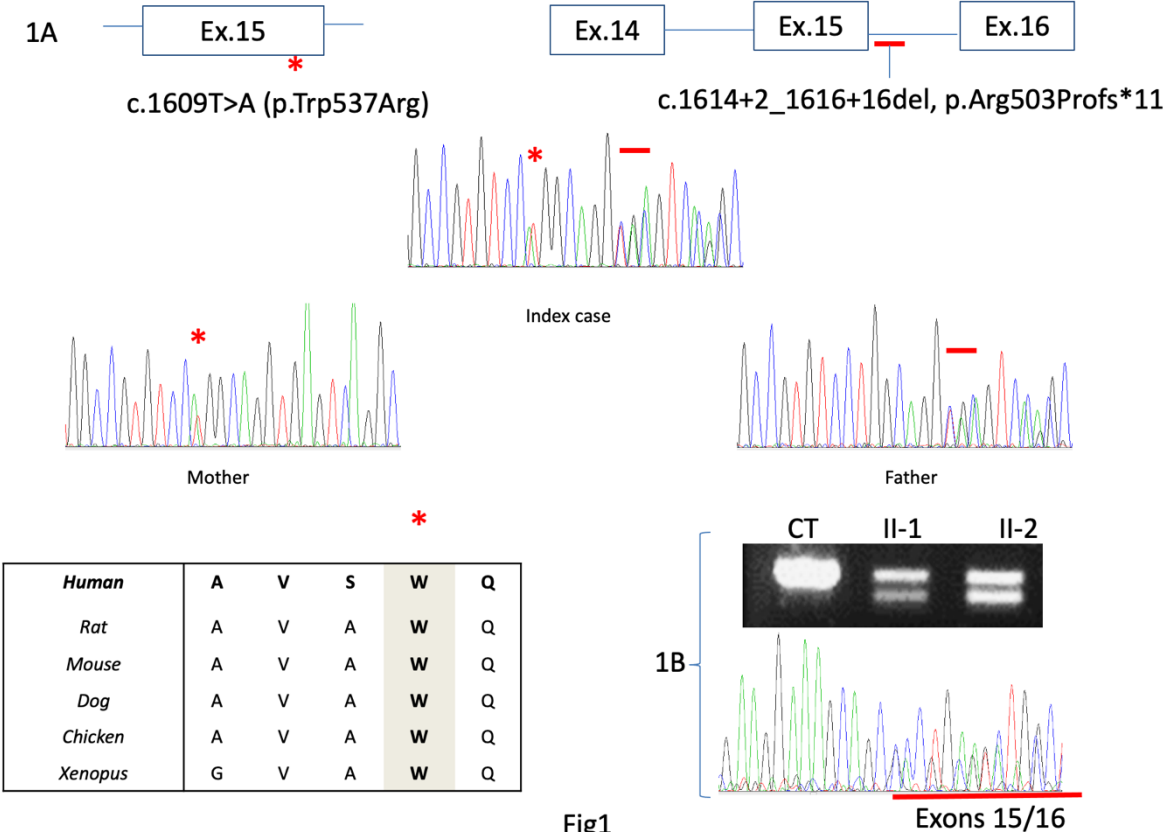 1A
Ex.15
Ex.14
Ex.15
Ex.16
*
c.1609T>A (p.Trp537Arg)
c.1614+2_1616+16del, p.Arg503Profs*11
*
Index case
*
Mother
Father
*
Human A V S W Q
Rat A V A W Q
Mouse A V A W Q
Dog A V A W Q
Chicken A V A W Q
Xenopus G V A W Q
CT II-1 II-2
1B
Exons 15/16
Fig1